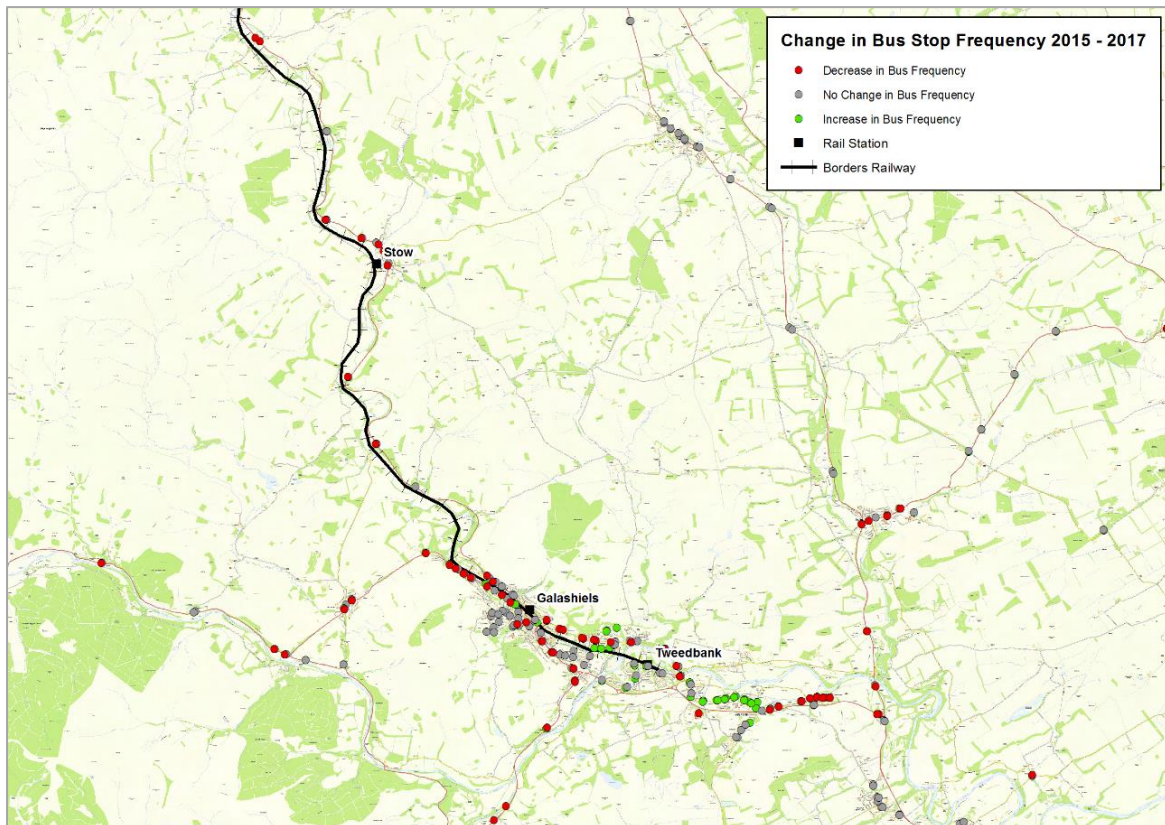 Change in Bus Stop Frequency 2015 - 2017
Decrease in Bus Frequency
No Change in Bus Frequency
Increase in Bus Frequency
Rail Station
Borders Railway
Stow
Galashiels
Tweedbank